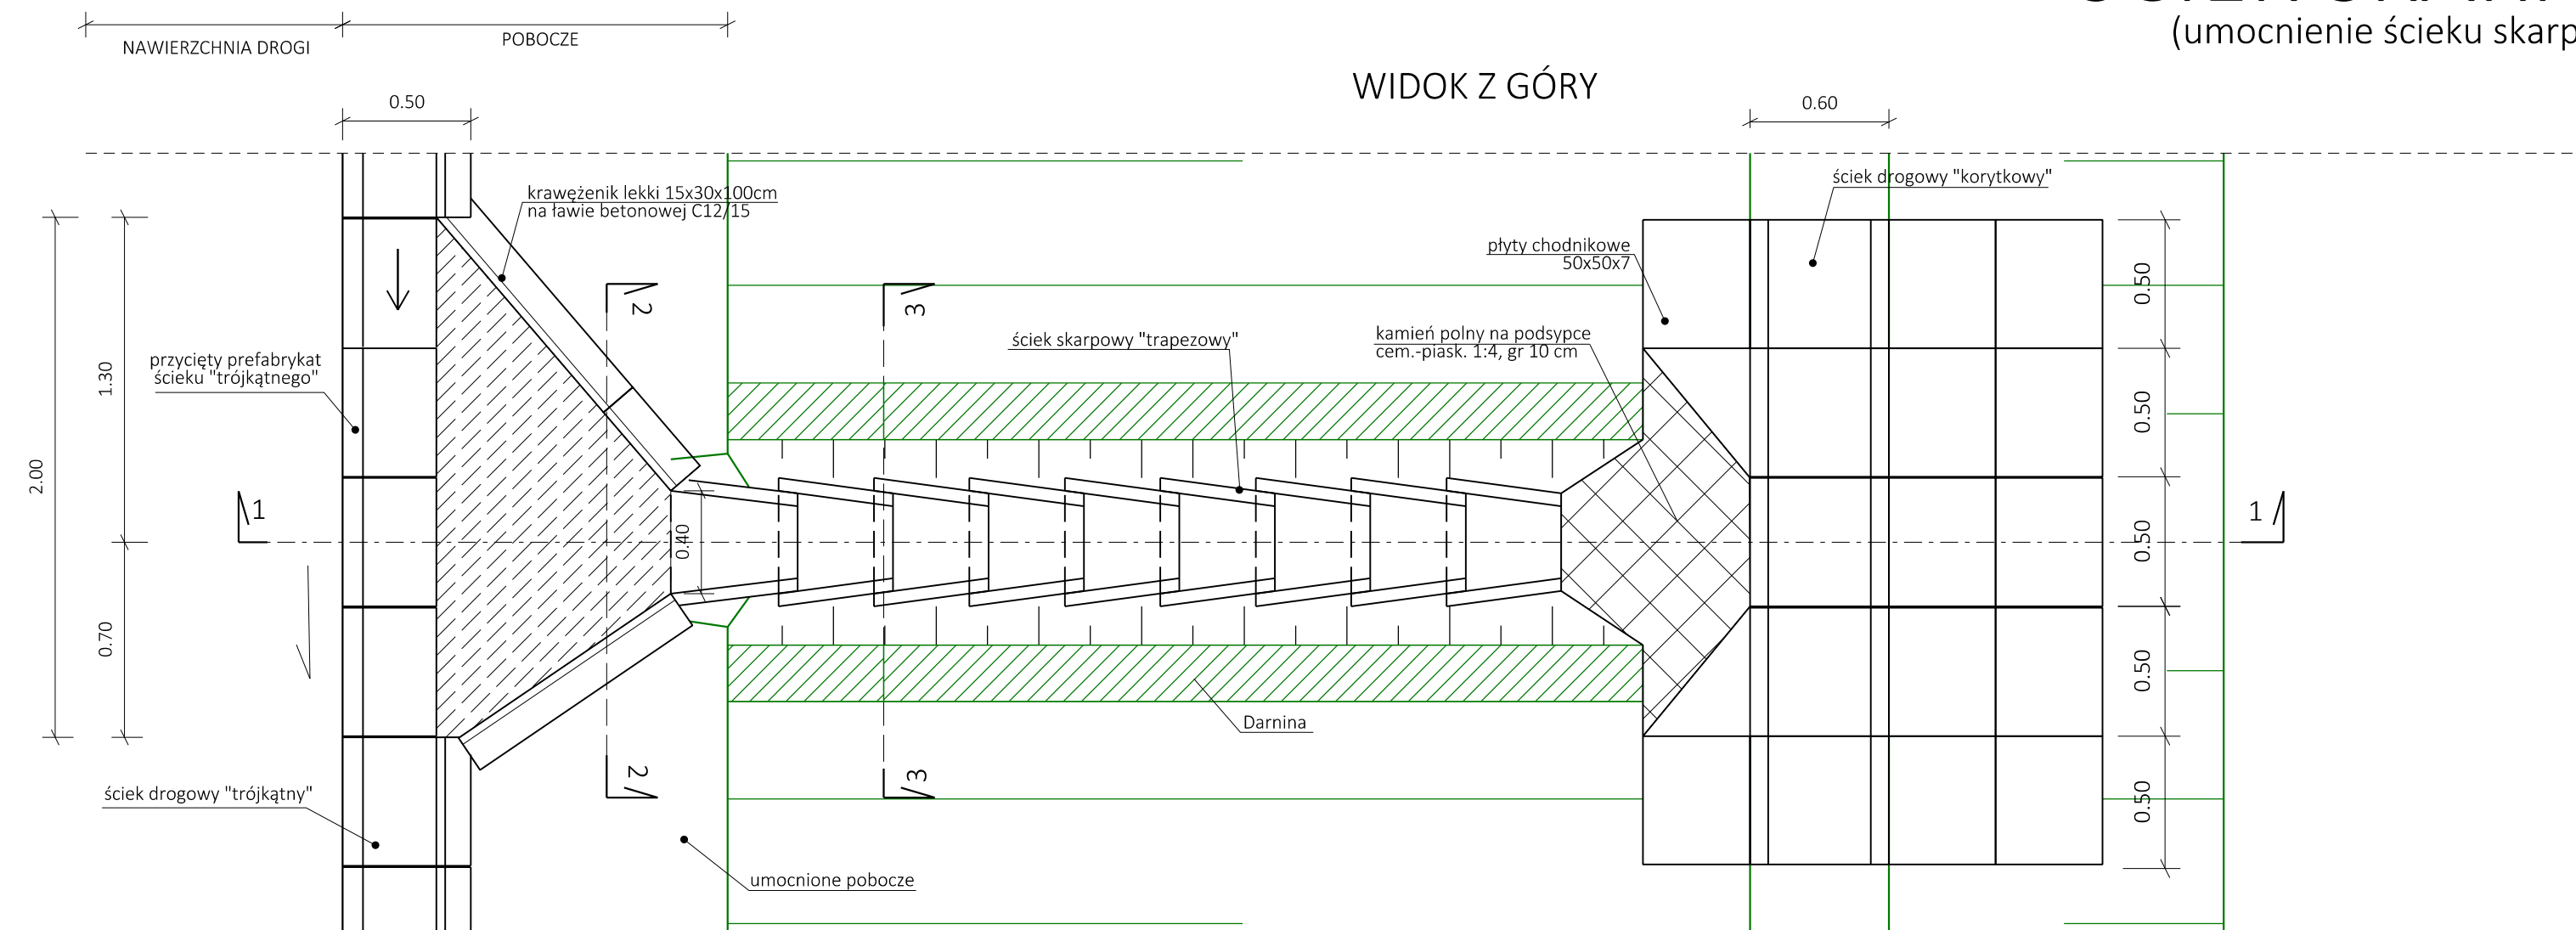 (umocnienie ścieku skarp
NAWIERZCHNIA DROGI
POBOCZE
WIDOK Z GÓRY
0.50
0.60
krawężenik lekki 15x30x100cm
na ławie betonowej C12/15
ściek drogowy "korytkowy"
płyty chodnikowe
50x50x7
2
3
ściek skarpowy "trapezowy"
kamień polny na podsypce
cem.-piask. 1:4, gr 10 cm
przycięty prefabrykat
ścieku "trójkątnego"
1.30
2.00
0.70
0.40
1
1
0.50
0.50
0.50
0.50
0.50
Darnina
2
3
ściek drogowy "trójkątny"
umocnione pobocze